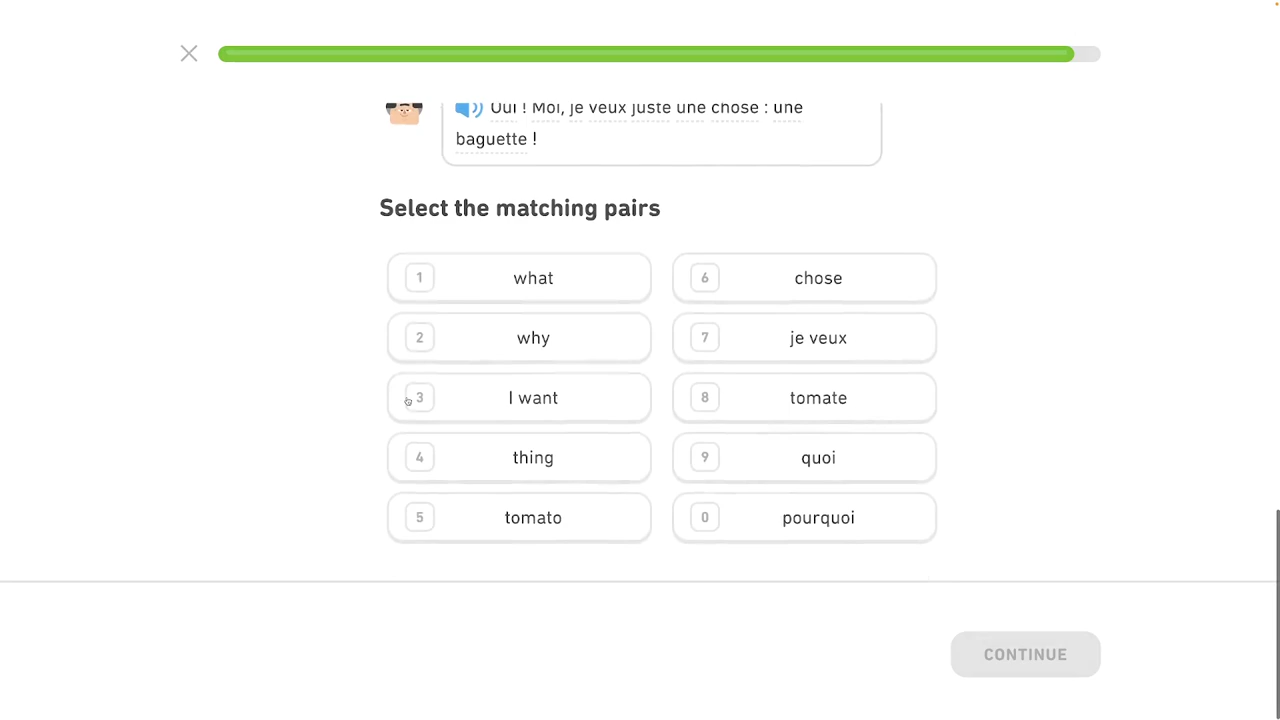 Oui ! Moi, je veux juste une chose : une
baguette !
Select the matching pairs
1 what
6 chose
2 why
7 je veux
3 I want
8 tomate
4 thing
9 quoi
5 tomato
0 pourquoi
CONTINUE